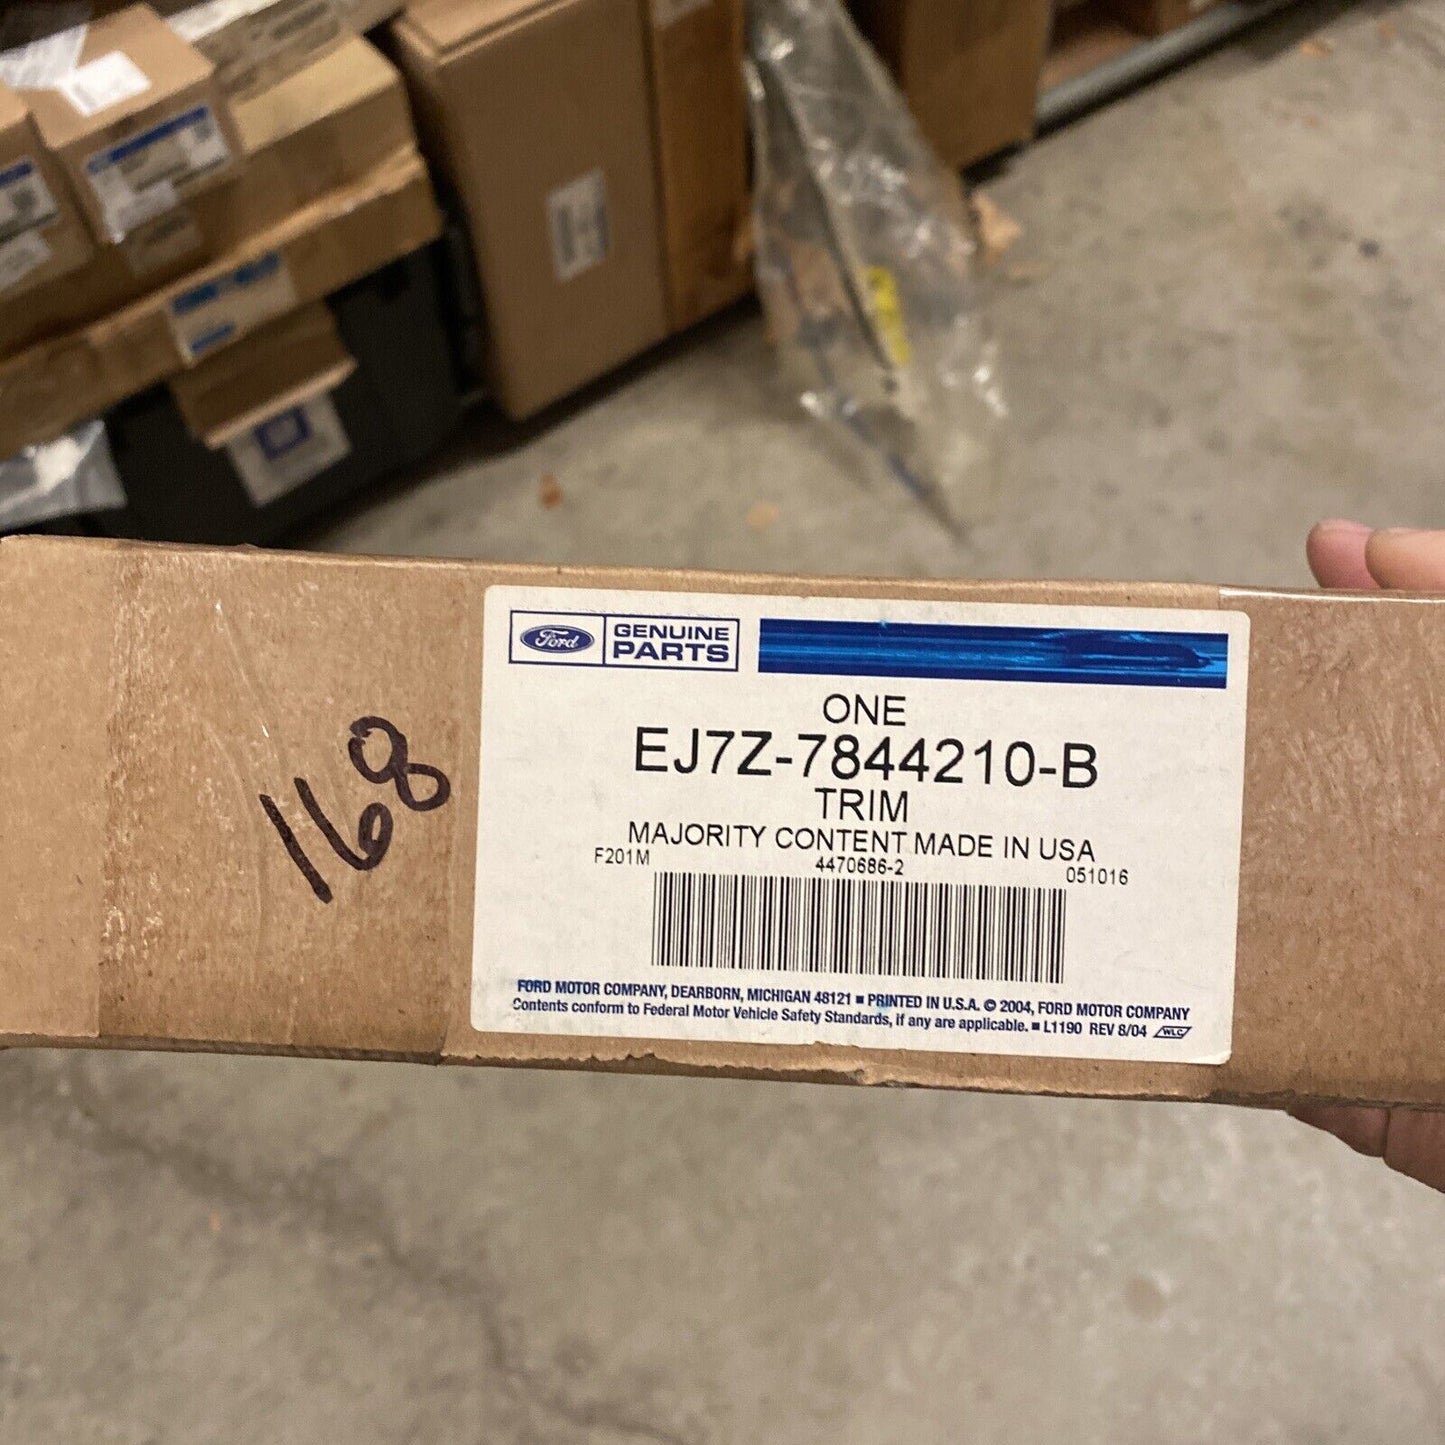 Ford GENUINE PARTS
ONE
EJ7Z-7844210-B
TRIM
MAJORITY CONTENT MADE IN USA
F201M 4470686-2 051016
FORD MOTOR COMPANY, DEARBORN, MICHIGAN 48121 ■ PRINTED IN U.S.A. © 2004, FORD MOTOR COMPANY
Contents conform to Federal Motor Vehicle Safety Standards, if any are applicable. ■ L1190 REV 8/04 WLC
168